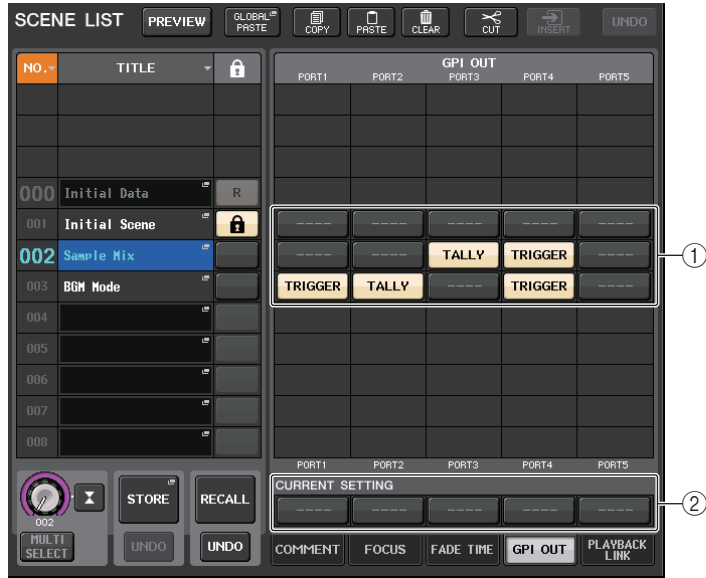 SCENE LIST PREVIEW GLOBAL PASTE COPY PASTE CLEAR CUT INSERT UNDO
NO. TITLE
GPI OUT
PORT1 PORT2 PORT3 PORT4 PORT5
000 Initial Data R
001 Initial Scene ---- ---- ---- ---- ----
002 Sample Mix ---- ---- TALLY TRIGGER ----
003 BGM Mode TRIGGER TALLY ---- TRIGGER ----
①
004
005
006
007
008
PORT1 PORT2 PORT3 PORT4 PORT5
CURRENT SETTING
---- ---- ---- ---- ----
②
002
STORE RECALL
MULTI SELECT UNDO UNDO
COMMENT FOCUS FADE TIME GPI OUT PLAYBACK LINK